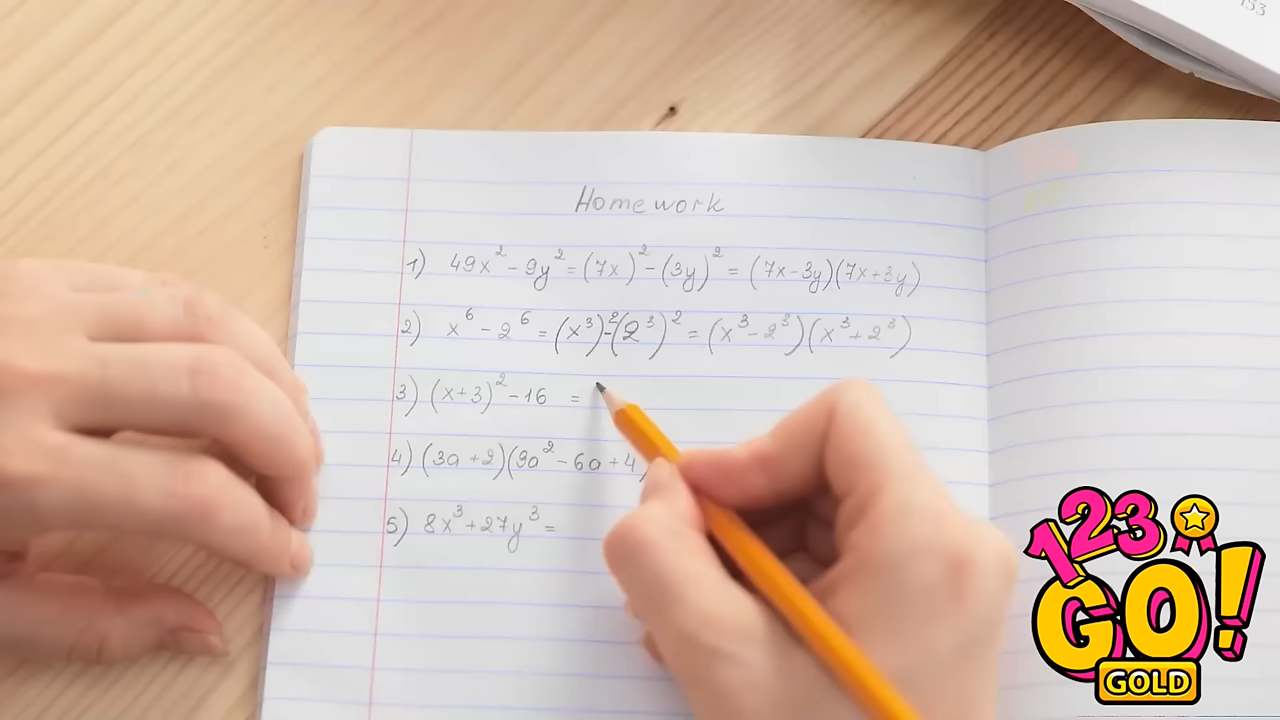 153
Homework
1) 49x² - 9y² = (7x)² - (3y)² = (7x - 3y)(7x + 3y)
2) x⁶ - 2⁶ = (x³)² - (2³)² = (x³ - 2³)(x³ + 2³)
3) (x + 3)² - 16 =
4) (3a + 2)(9a² - 6a + 4)
5) 8x³ + 27y³ =
123
GO!
GOLD